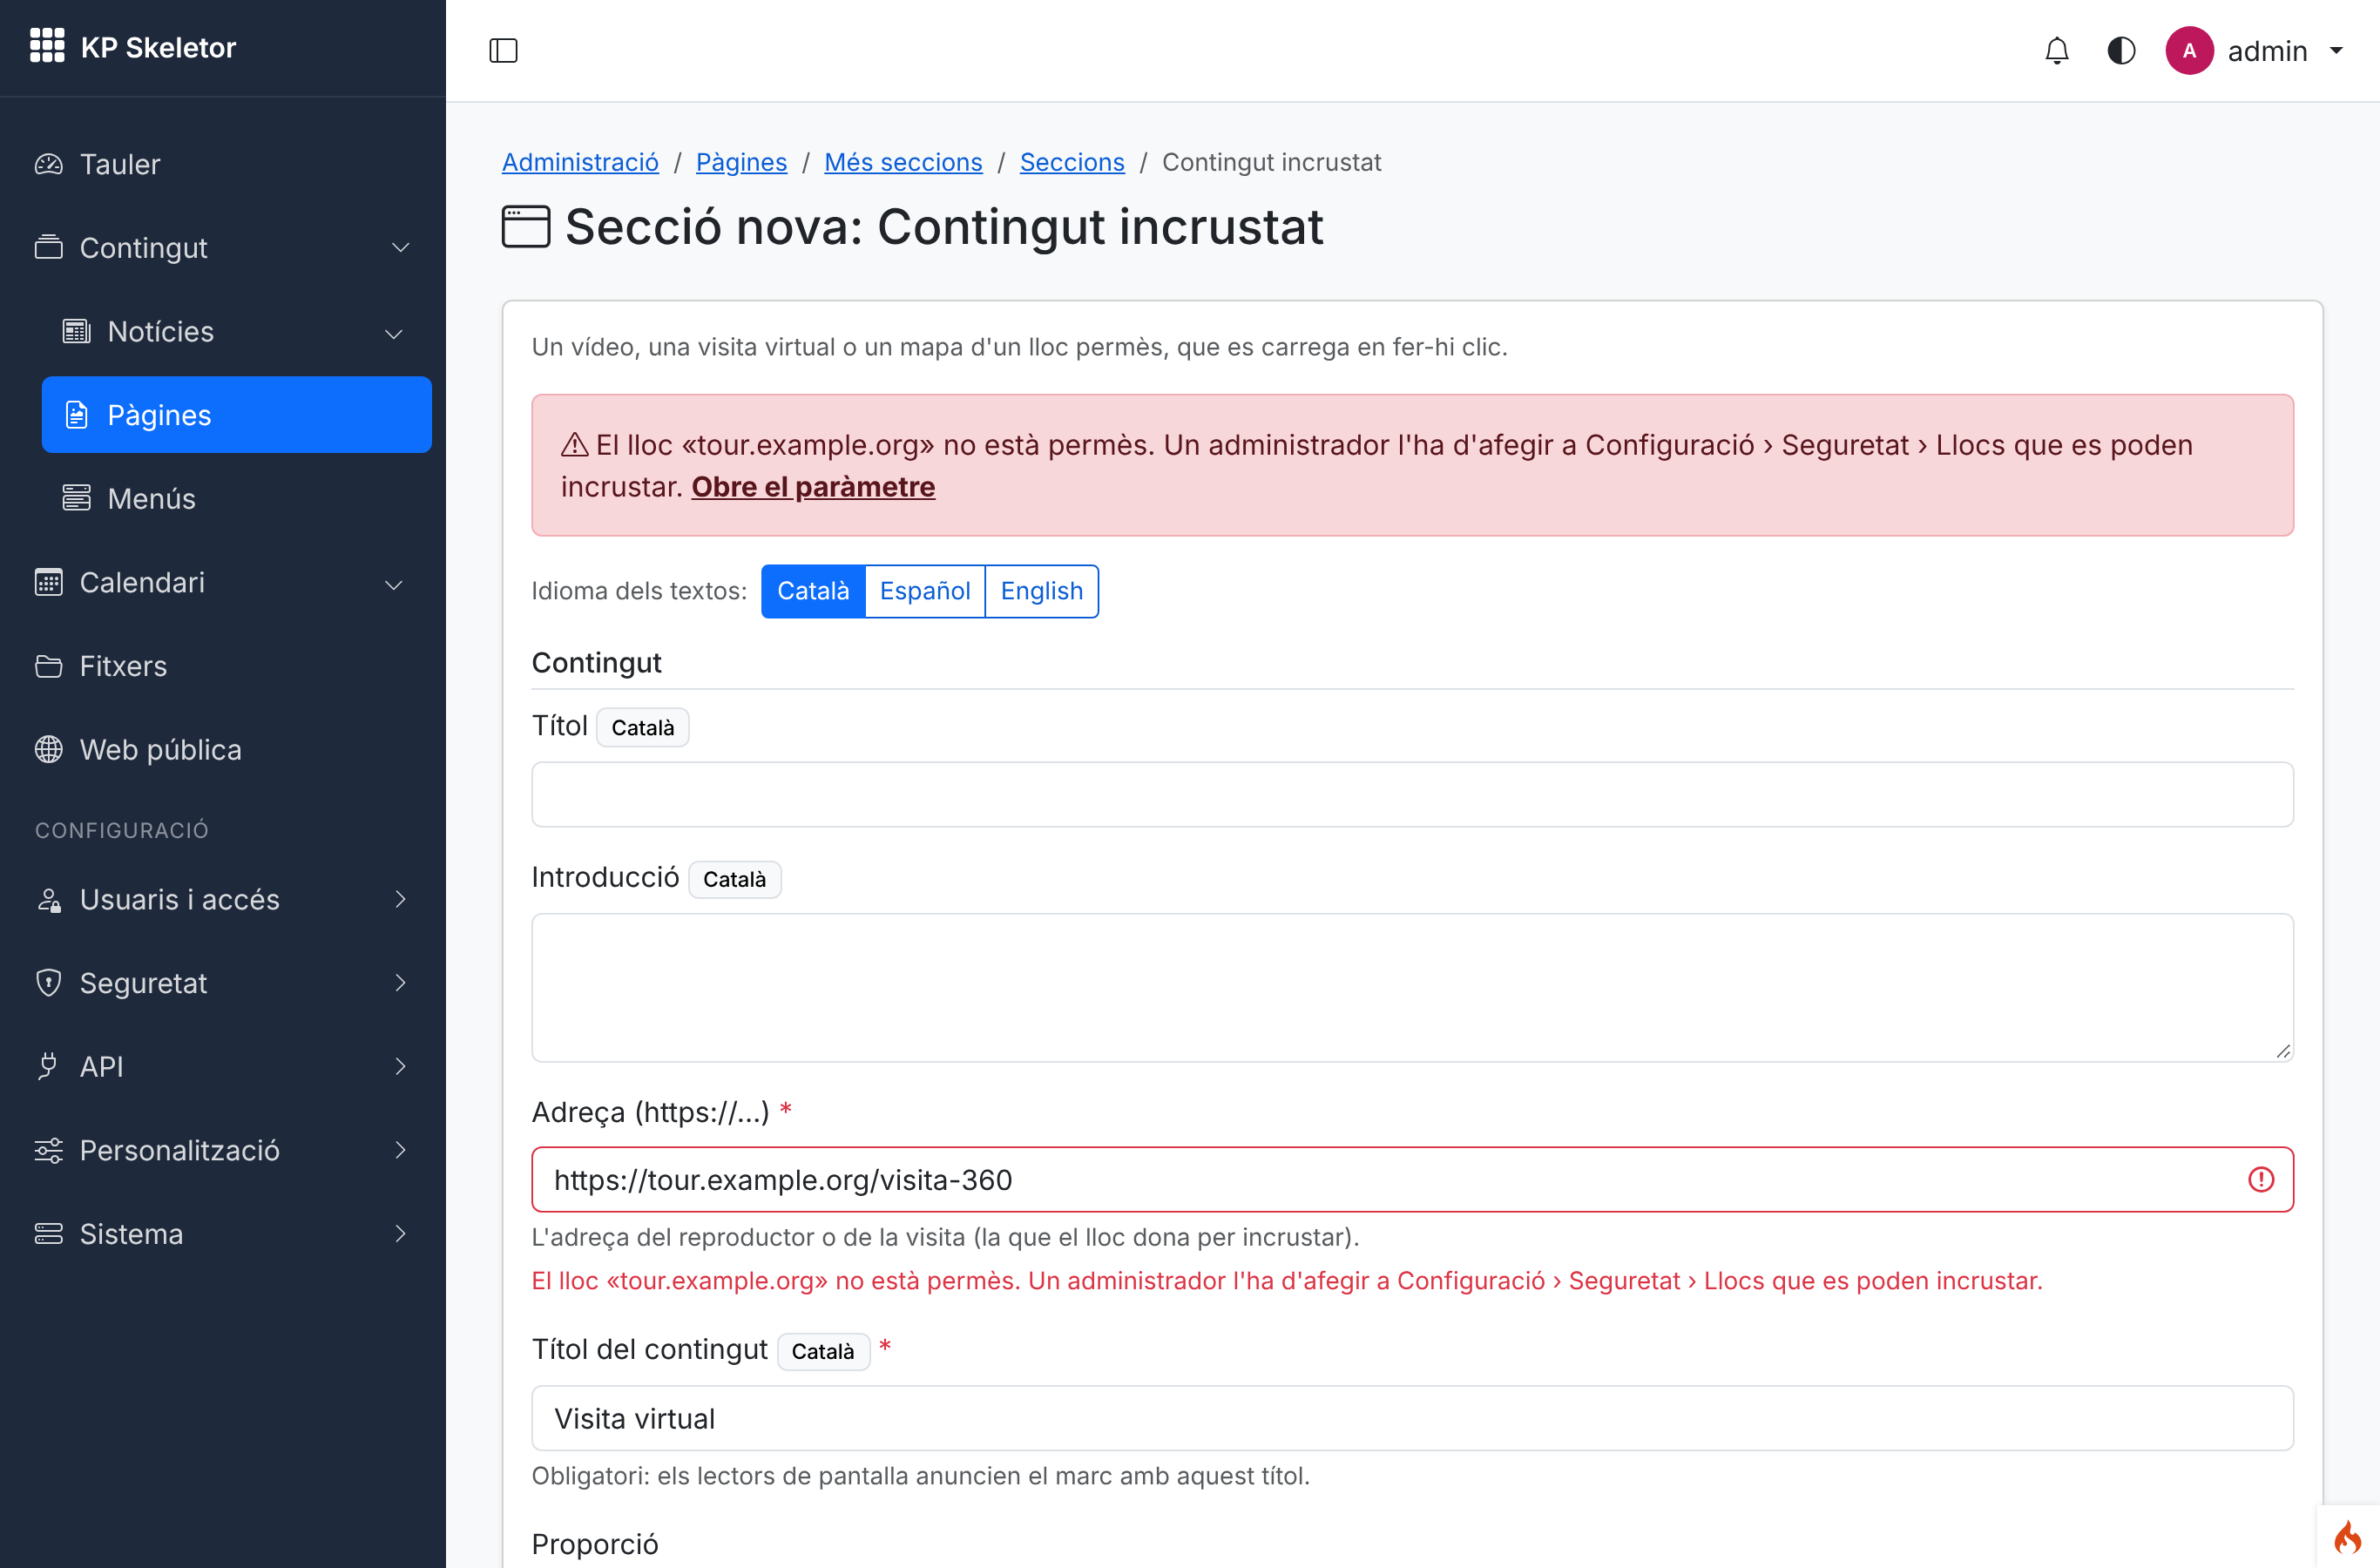 KP Skeletor
Tauler
Contingut
Notícies
Pàgines
Menús
Calendari
Fitxers
Web pública
CONFIGURACIÓ
Usuaris i accés
Seguretat
API
Personalització
Sistema
A admin
Administració / Pàgines / Més seccions / Seccions / Contingut incrustat
Secció nova: Contingut incrustat
Un vídeo, una visita virtual o un mapa d'un lloc permès, que es carrega en fer-hi clic.
El lloc «tour.example.org» no està permès. Un administrador l'ha d'afegir a Configuració › Seguretat › Llocs que es poden
incrustar. Obre el paràmetre
Idioma dels textos: Català Español English
Contingut
Títol Català
Introducció Català
Adreça (https://...) *
https://tour.example.org/visita-360
L'adreça del reproductor o de la visita (la que el lloc dona per incrustar).
El lloc «tour.example.org» no està permès. Un administrador l'ha d'afegir a Configuració › Seguretat › Llocs que es poden incrustar.
Títol del contingut Català *
Visita virtual
Obligatori: els lectors de pantalla anuncien el marc amb aquest títol.
Proporció